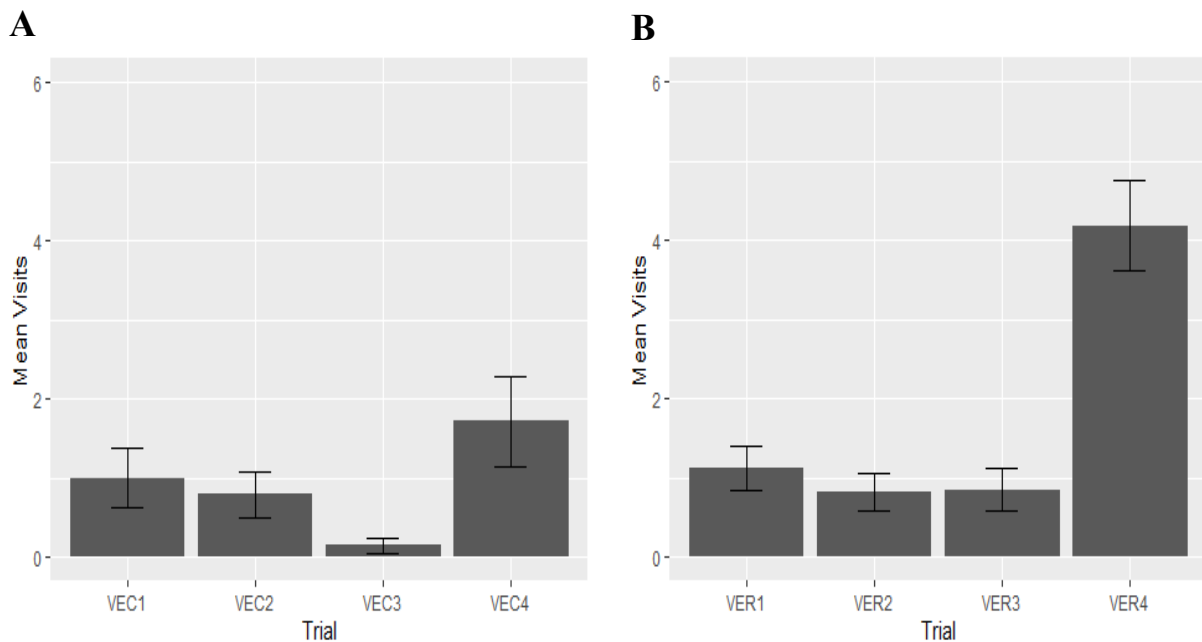 A
6
4
2
0
Mean Visits
VEC1 VEC2 VEC3 VEC4
Trial
B
6
4
2
0
Mean Visits
VER1 VER2 VER3 VER4
Trial